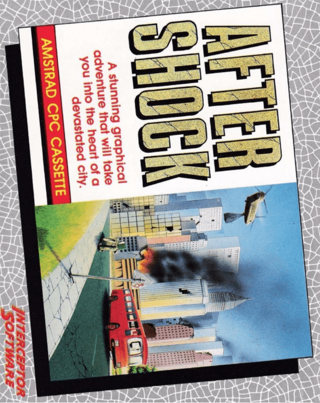 AFTER
SHOCK
A stunning graphical
adventure that will take
you into the heart of a
devastated city.
AMSTRAD CPC CASSETTE
INTERCEPTOR
SOFTWARE